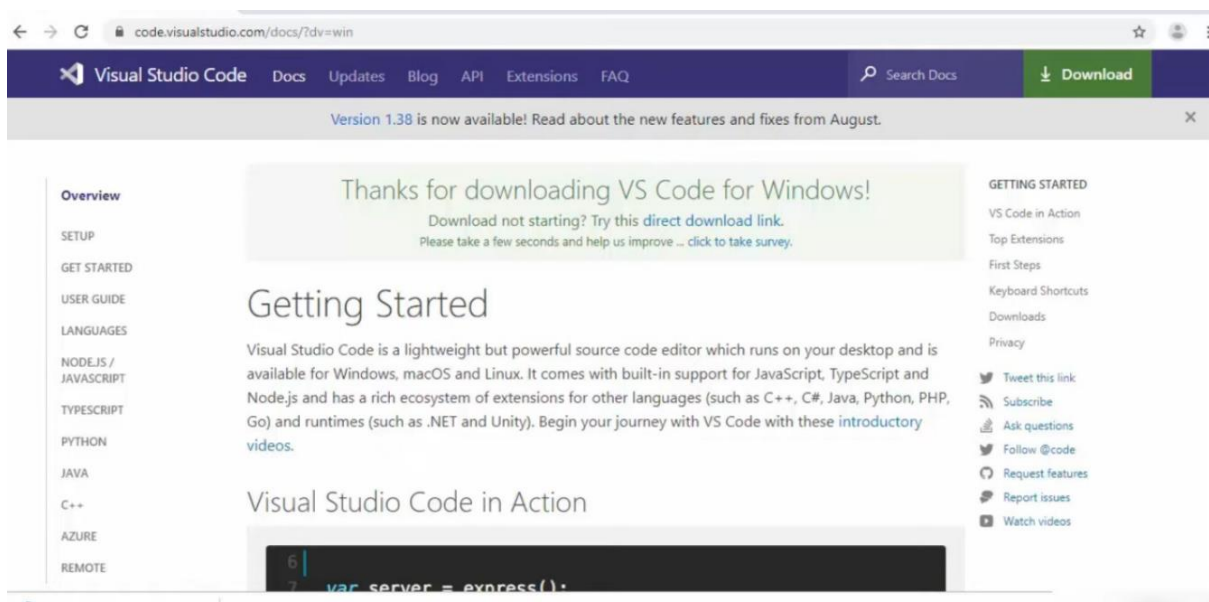 code.visualstudio.com/docs/?dv=win
Visual Studio Code Docs Updates Blog API Extensions FAQ Search Docs Download
Version 1.38 is now available! Read about the new features and fixes from August.
Overview
SETUP
GET STARTED
USER GUIDE
LANGUAGES
NODE.JS /
JAVASCRIPT
TYPESCRIPT
PYTHON
JAVA
C++
AZURE
REMOTE
Thanks for downloading VS Code for Windows!
Download not starting? Try this direct download link.
Please take a few seconds and help us improve ... click to take survey.
Getting Started
Visual Studio Code is a lightweight but powerful source code editor which runs on your desktop and is
available for Windows, macOS and Linux. It comes with built-in support for JavaScript, TypeScript and
Node.js and has a rich ecosystem of extensions for other languages (such as C++, C#, Java, Python, PHP,
Go) and runtimes (such as .NET and Unity). Begin your journey with VS Code with these introductory
videos.
Visual Studio Code in Action
6
7 var server = express();
GETTING STARTED
VS Code in Action
Top Extensions
First Steps
Keyboard Shortcuts
Downloads
Privacy
Tweet this link
Subscribe
Ask questions
Follow @code
Request features
Report issues
Watch videos